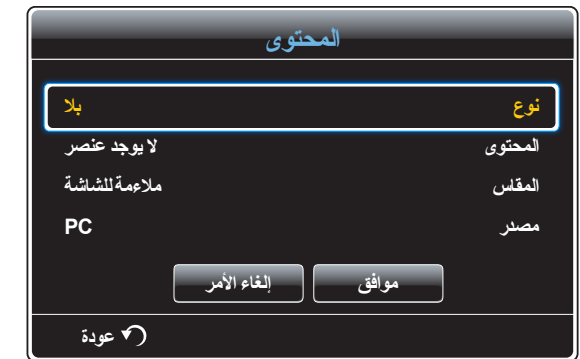 المحتوى
نوع بلا
المحتوى لا يوجد عنصر
المقاس ملاءمة للشاشة
مصدر PC
موافق إلغاء الأمر
عودة